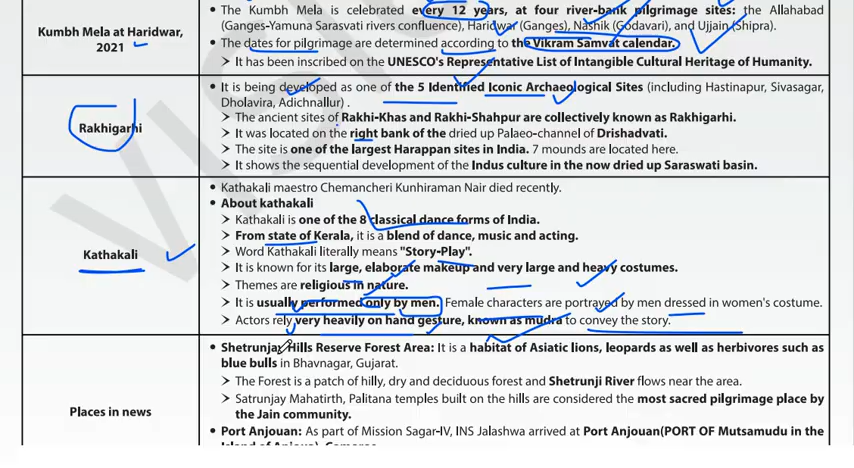 • The Kumbh Mela is celebrated every 12 years, at four river-bank pilgrimage sites: the Allahabad
(Ganges-Yamuna Sarasvati rivers confluence), Haridwar (Ganges), Nashik (Godavari), and Ujjain (Shipra).
Kumbh Mela at Haridwar,
2021
• The dates for pilgrimage are determined according to the Vikram Samvat calendar.
➤ It has been inscribed on the UNESCO's Representative List of Intangible Cultural Heritage of Humanity.
Rakhigarhi
• It is being developed as one of the 5 Identified Iconic Archaeological Sites (including Hastinapur, Sivasagar,
Dholavira, Adichnallur) .
➤ The ancient sites of Rakhi-Khas and Rakhi-Shahpur are collectively known as Rakhigarhi.
➤ It was located on the right bank of the dried up Palaeo-channel of Drishadvati.
➤ The site is one of the largest Harappan sites in India. 7 mounds are located here.
➤ It shows the sequential development of the Indus culture in the now dried up Saraswati basin.
Kathakali
• Kathakali maestro Chemancheri Kunhiraman Nair died recently.
• About kathakali
➤ Kathakali is one of the 8 classical dance forms of India.
➤ From state of Kerala, it is a blend of dance, music and acting.
➤ Word Kathakali literally means "Story-Play".
➤ It is known for its large, elaborate makeup and very large and heavy costumes.
➤ Themes are religious in nature.
➤ It is usually performed only by men. Female characters are portrayed by men dressed in women's costume.
➤ Actors rely very heavily on hand gesture, known as mudra to convey the story.
Places in news
• Shetrunjay Hills Reserve Forest Area: It is a habitat of Asiatic lions, leopards as well as herbivores such as
blue bulls in Bhavnagar, Gujarat.
➤ The Forest is a patch of hilly, dry and deciduous forest and Shetrunji River flows near the area.
➤ Satrunjay Mahatirth, Palitana temples built on the hills are considered the most sacred pilgrimage place by
the Jain community.
• Port Anjouan: As part of Mission Sagar-IV, INS Jalashwa arrived at Port Anjouan(PORT OF Mutsamudu in the